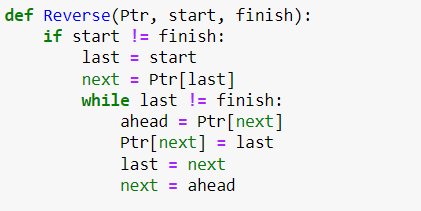 def Reverse(Ptr, start, finish):
    if start != finish:
        last = start
        next = Ptr[last]
        while last != finish:
            ahead = Ptr[next]
            Ptr[next] = last
            last = next
            next = ahead